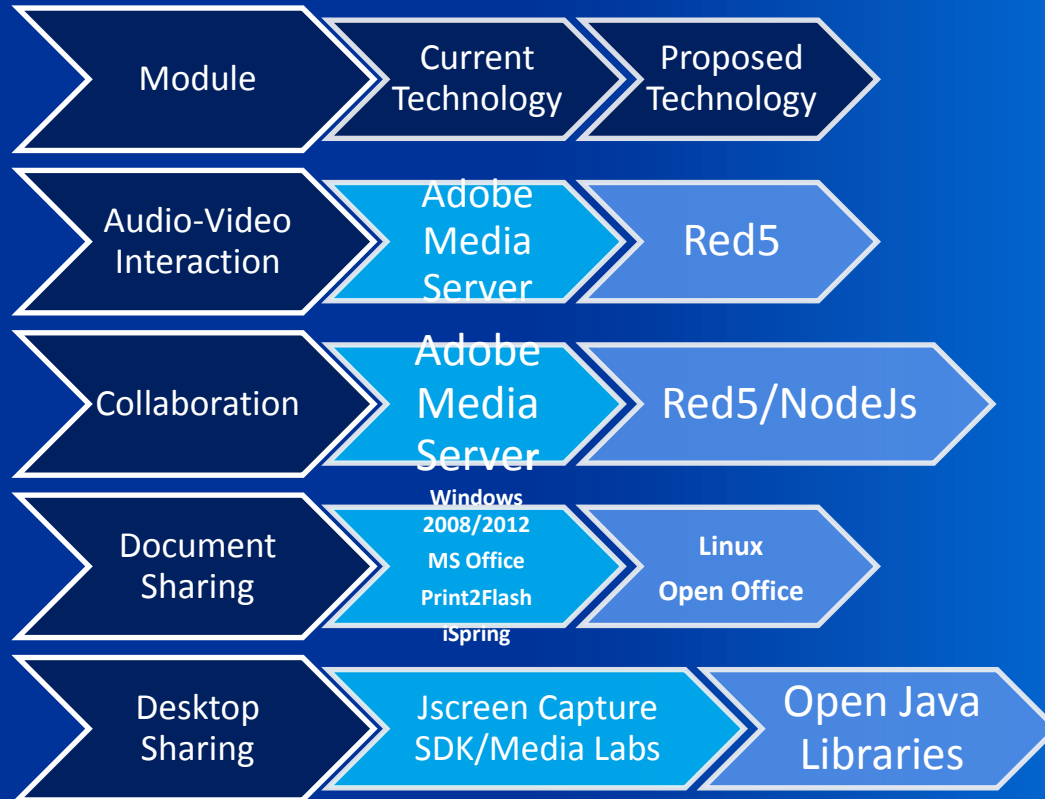 Module
Current
Technology
Proposed
Technology
Audio-Video
Interaction
Adobe
Media
Server
Red5
Collaboration
Adobe
Media
Server
Red5/NodeJs
Document
Sharing
Windows
2008/2012
MS Office
Print2Flash
iSpring
Linux
Open Office
Desktop
Sharing
Jscreen Capture
SDK/Media Labs
Open Java
Libraries